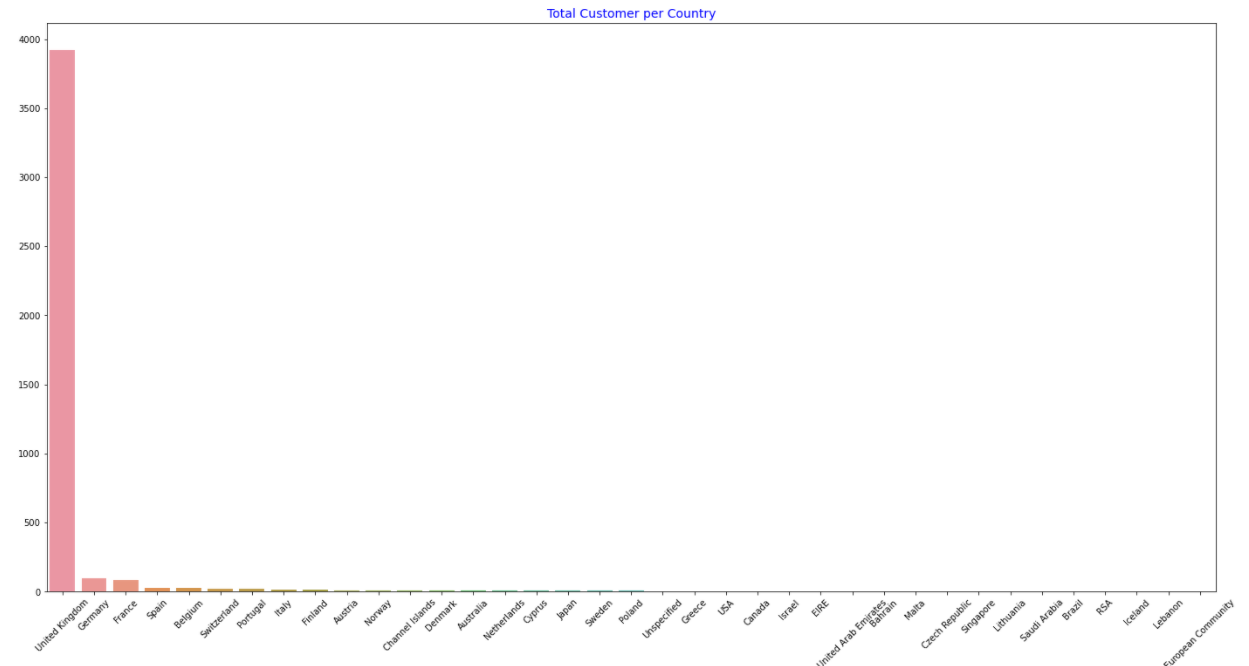 Total Customer per Country
4000
3500
3000
2500
2000
1500
1000
500
0
United Kingdom
Germany
France
Spain
Belgium
Switzerland
Portugal
Italy
Finland
Austria
Norway
Channel Islands
Denmark
Australia
Netherlands
Cyprus
Japan
Sweden
Poland
Unspecified
Greece
USA
Canada
Israel
EIRE
United Arab Emirates
Bahrain
Malta
Czech Republic
Singapore
Lithuania
Saudi Arabia
Brazil
RSA
Iceland
Lebanon
European Community